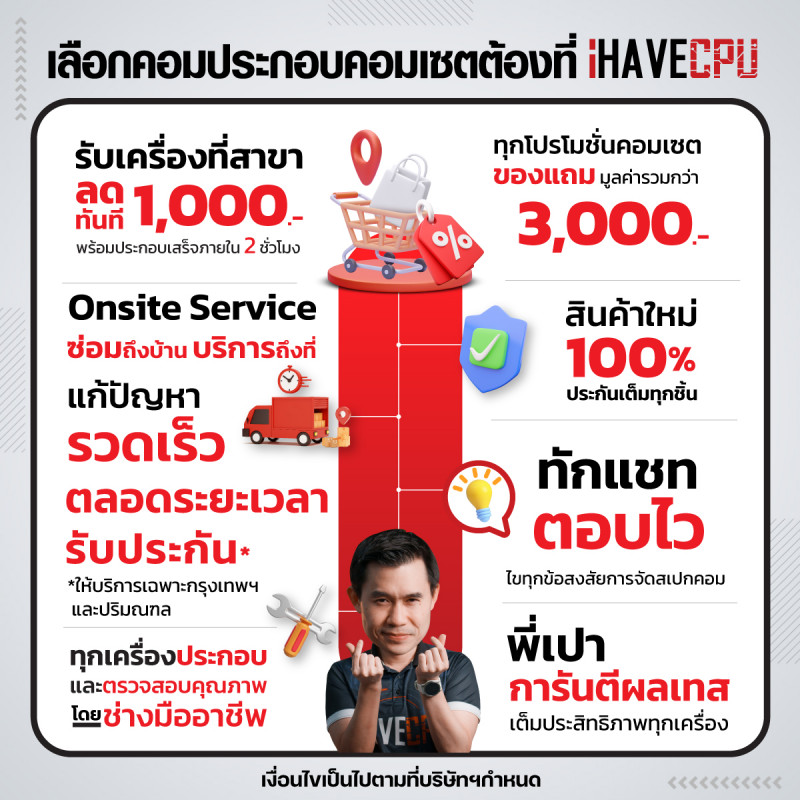 เลือกคอมประกอบคอมเซตต้องที่ iHAVECPU
รับเครื่องที่สาขา
ลดทันที 1,000.-
พร้อมประกอบเสร็จภายใน 2 ชั่วโมง
ทุกโปรโมชั่นคอมเซต
ของแถม มูลค่ารวมกว่า
3,000.-
%
Onsite Service
ซ่อมถึงบ้าน บริการถึงที่
แก้ปัญหา
รวดเร็ว
ตลอดระยะเวลา
รับประกัน*
*ให้บริการเฉพาะกรุงเทพฯ
และปริมณฑล
สินค้าใหม่
100%
ประกันเต็มทุกชิ้น
ทักแชท
ตอบไว
ไขทุกข้อสงสัยการจัดสเปกคอม
ทุกเครื่องประกอบ
และตรวจสอบคุณภาพ
โดยช่างมืออาชีพ
พี่เปา
การันตีผลเทส
เต็มประสิทธิภาพทุกเครื่อง
AVECP
เงื่อนไขเป็นไปตามที่บริษัทฯกำหนด